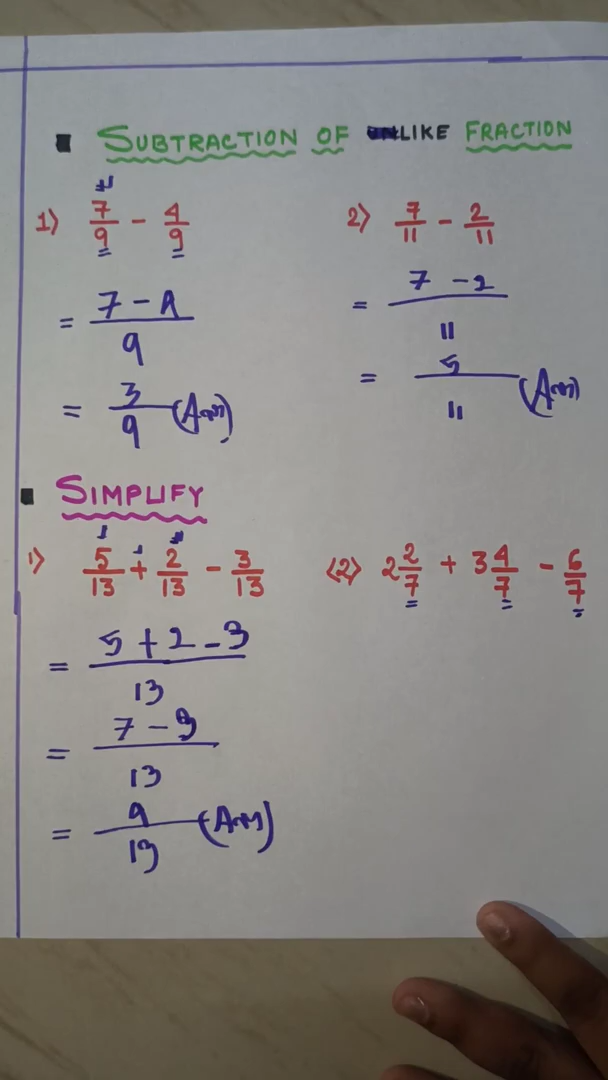 SUBTRACTION OF LIKE FRACTION
1) 7/9 - 4/9
= 7 - 4 / 9
= 3/9 (Ans)
2) 7/11 - 2/11
= 7 - 2 / 11
= 5/11 (Ans)
SIMPLIFY
1) 5/13 + 2/13 - 3/13
= 5 + 2 - 3 / 13
= 7 - 3 / 13
= 4/13 (Ans)
(2) 2 2/7 + 3 4/7 - 6/7